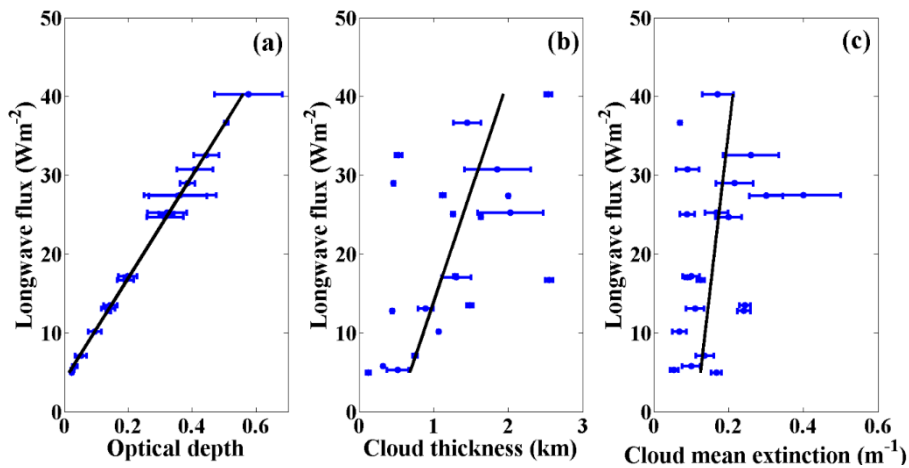 50
40
30
20
10
0
Longwave flux (Wm-2)
(a)
0 0.2 0.4 0.6
Optical depth
50
40
30
20
10
0
Longwave flux (Wm-2)
(b)
0 1 2 3
Cloud thickness (km)
50
40
30
20
10
0
Longwave flux (Wm-2)
(c)
0 0.2 0.4 0.6
Cloud mean extinction (m-1)